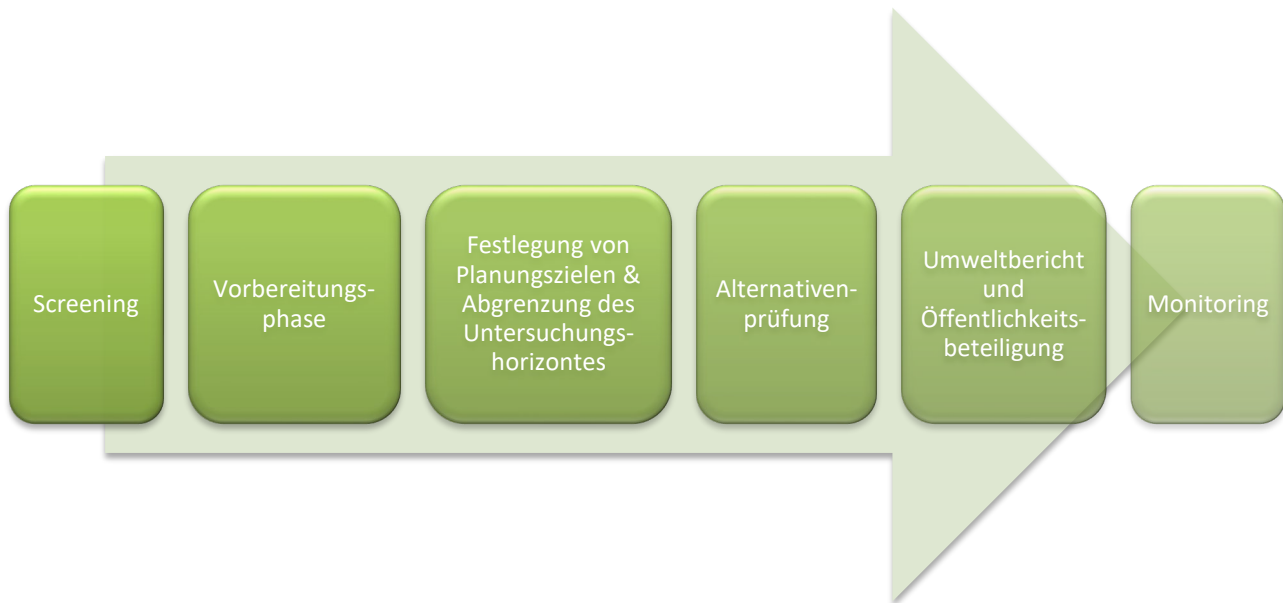 Screening
Vorbereitungs-
phase
Festlegung von
Planungszielen &
Abgrenzung des
Untersuchungs-
horizontes
Alternativen-
prüfung
Umweltbericht
und
Öffentlichkeits-
beteiligung
Monitoring